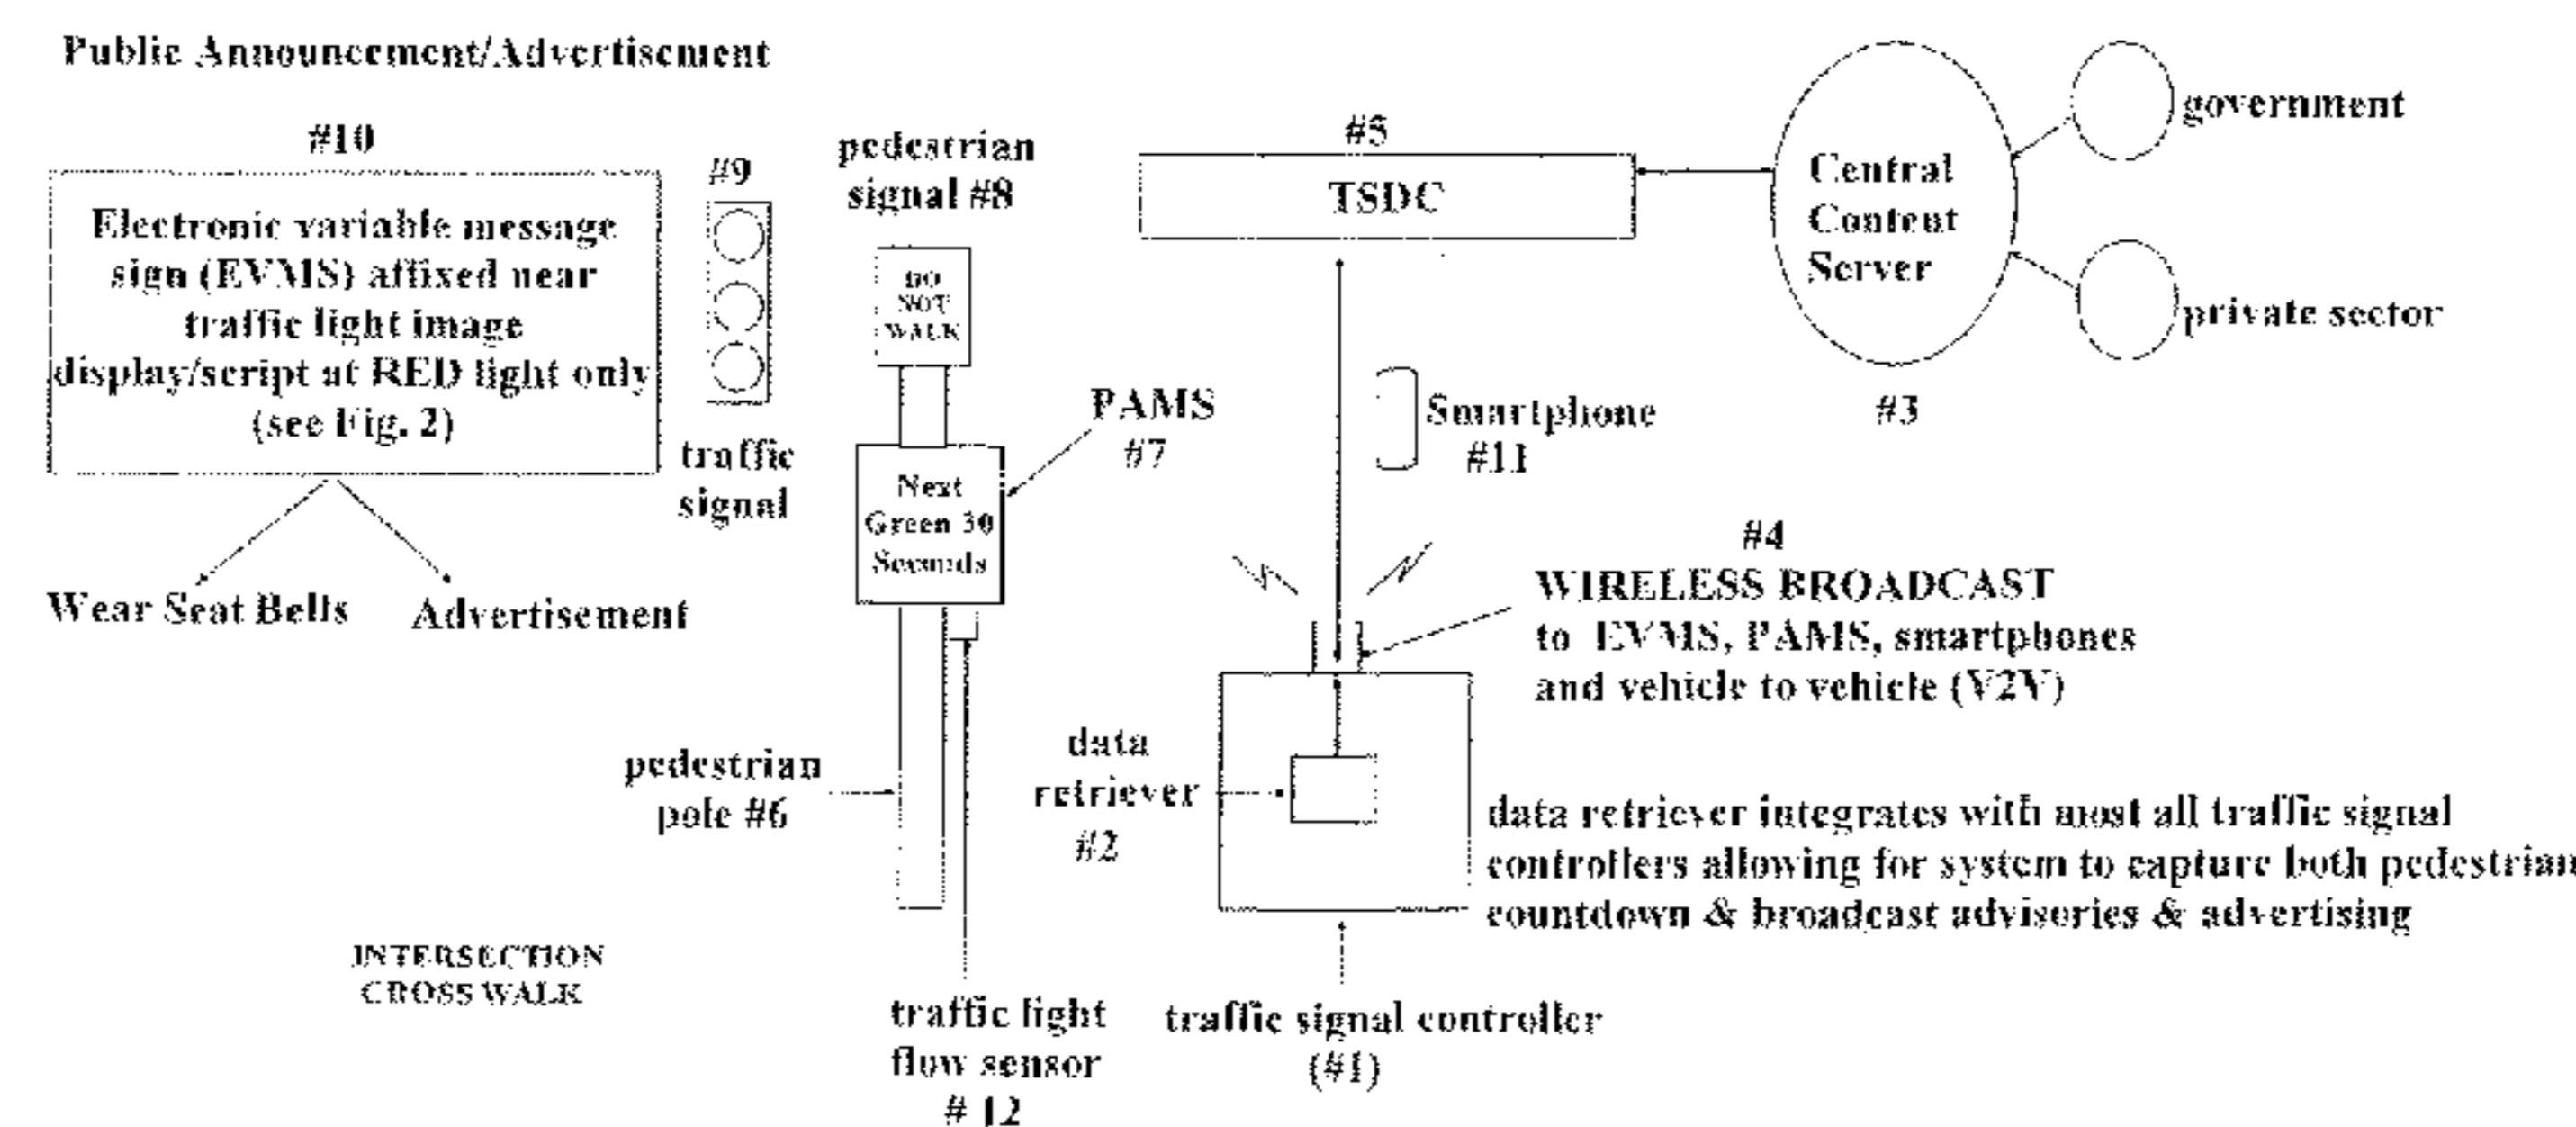 Public Announcement/Advertisement
#10
Electronic variable message
sign (EVMS) affixed near
traffic light image
display/script at RED light only
(see Fig. 2)
Wear Seat Belts
Advertisement
#9
traffic
signal
pedestrian
signal #8
DO
NOT
WALK
PAMS
#7
Next
Green 30
Seconds
pedestrian
pole #6
INTERSECTION
CROSS WALK
traffic light
flow sensor
# 12
#5
TSDC
Central
Content
Server
#3
government
private sector
Smartphone
#11
#4
WIRELESS BROADCAST
to EVMS, PAMS, smartphones
and vehicle to vehicle (V2V)
data
retriever
#2
data retriever integrates with most all traffic signal
controllers allowing for system to capture both pedestrian
countdown & broadcast advisories & advertising
traffic signal controller
(#1)